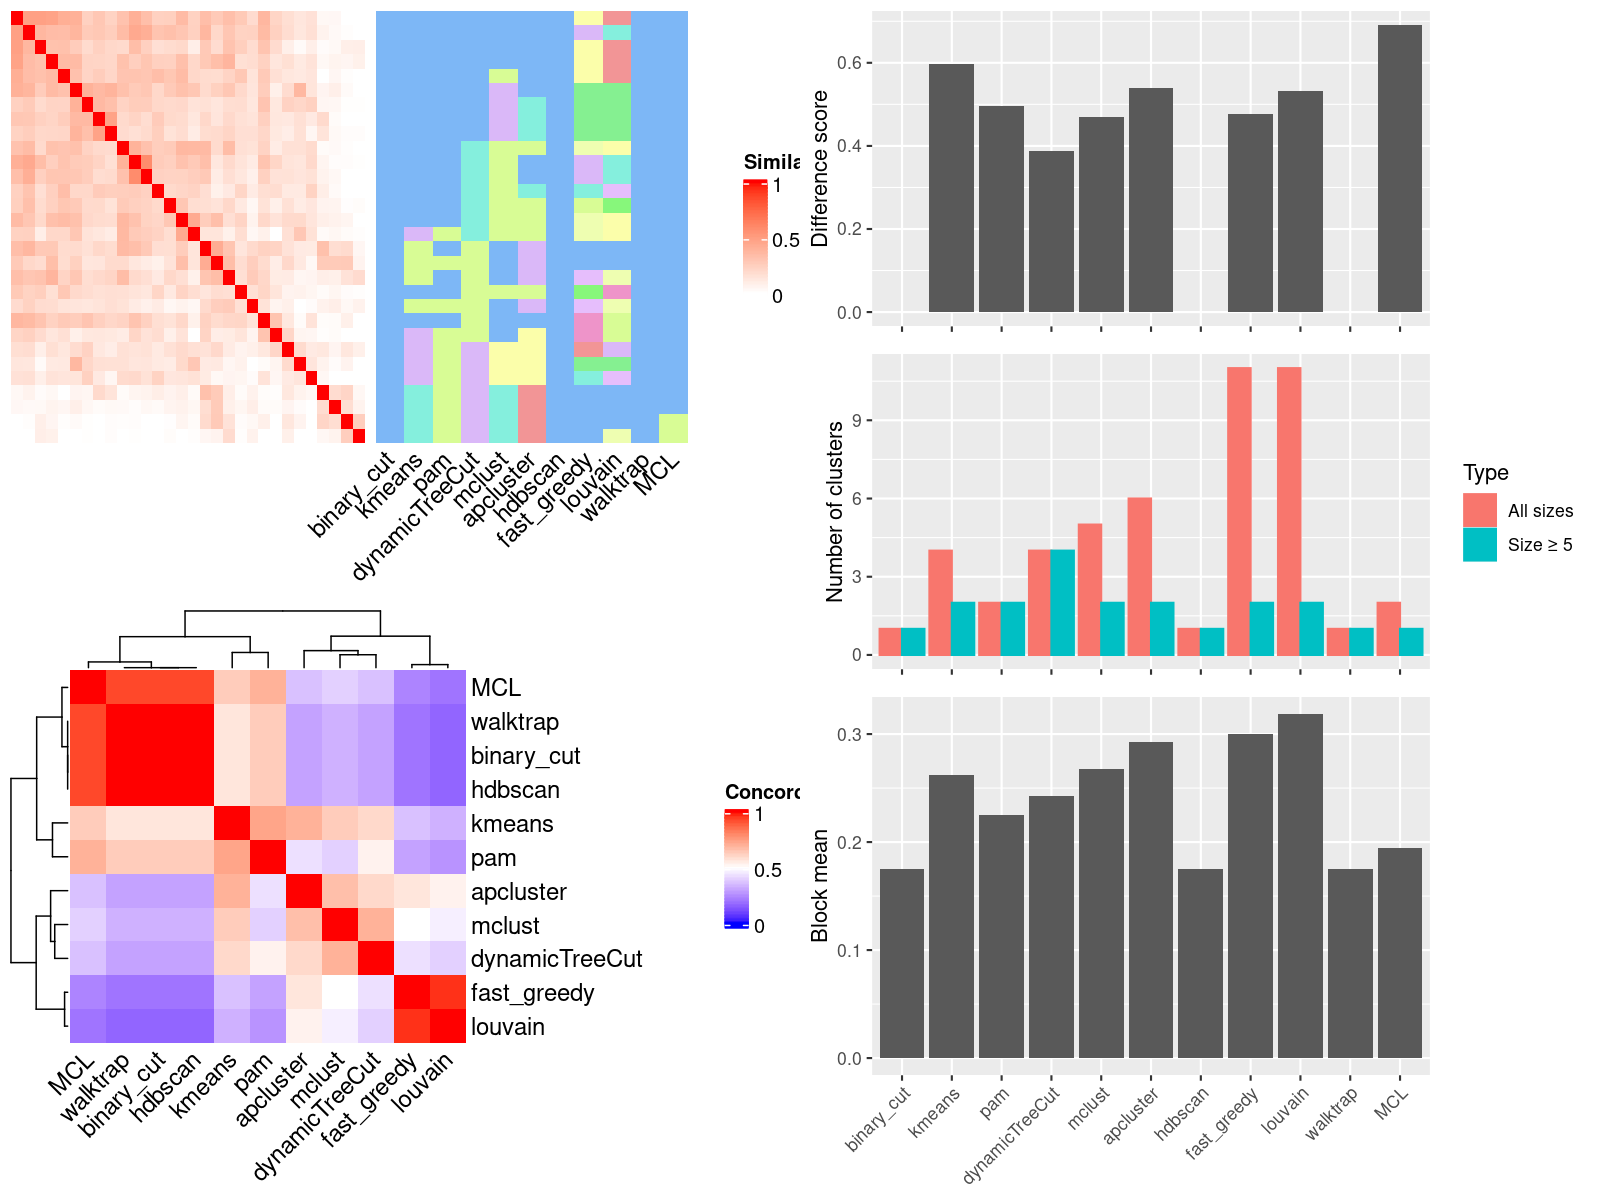 Simila
1
0.5
0
binary_cut
kmeans
pam
dynamicTreeCut
mclust
apcluster
hdbscan
fast_greedy
louvain
walktrap
MCL
MCL
walktrap
binary_cut
hdbscan
kmeans
pam
apcluster
mclust
dynamicTreeCut
fast_greedy
louvain
MCL
walktrap
binary_cut
hdbscan
kmeans
pam
apcluster
mclust
dynamicTreeCut
fast_greedy
louvain
Concord
1
0.5
0
Difference score
0.6
0.4
0.2
0.0
Number of clusters
9
6
3
0
Type
All sizes
Size ≥ 5
Block mean
0.3
0.2
0.1
0.0
binary_cut
kmeans
pam
dynamicTreeCut
mclust
apcluster
hdbscan
fast_greedy
louvain
walktrap
MCL